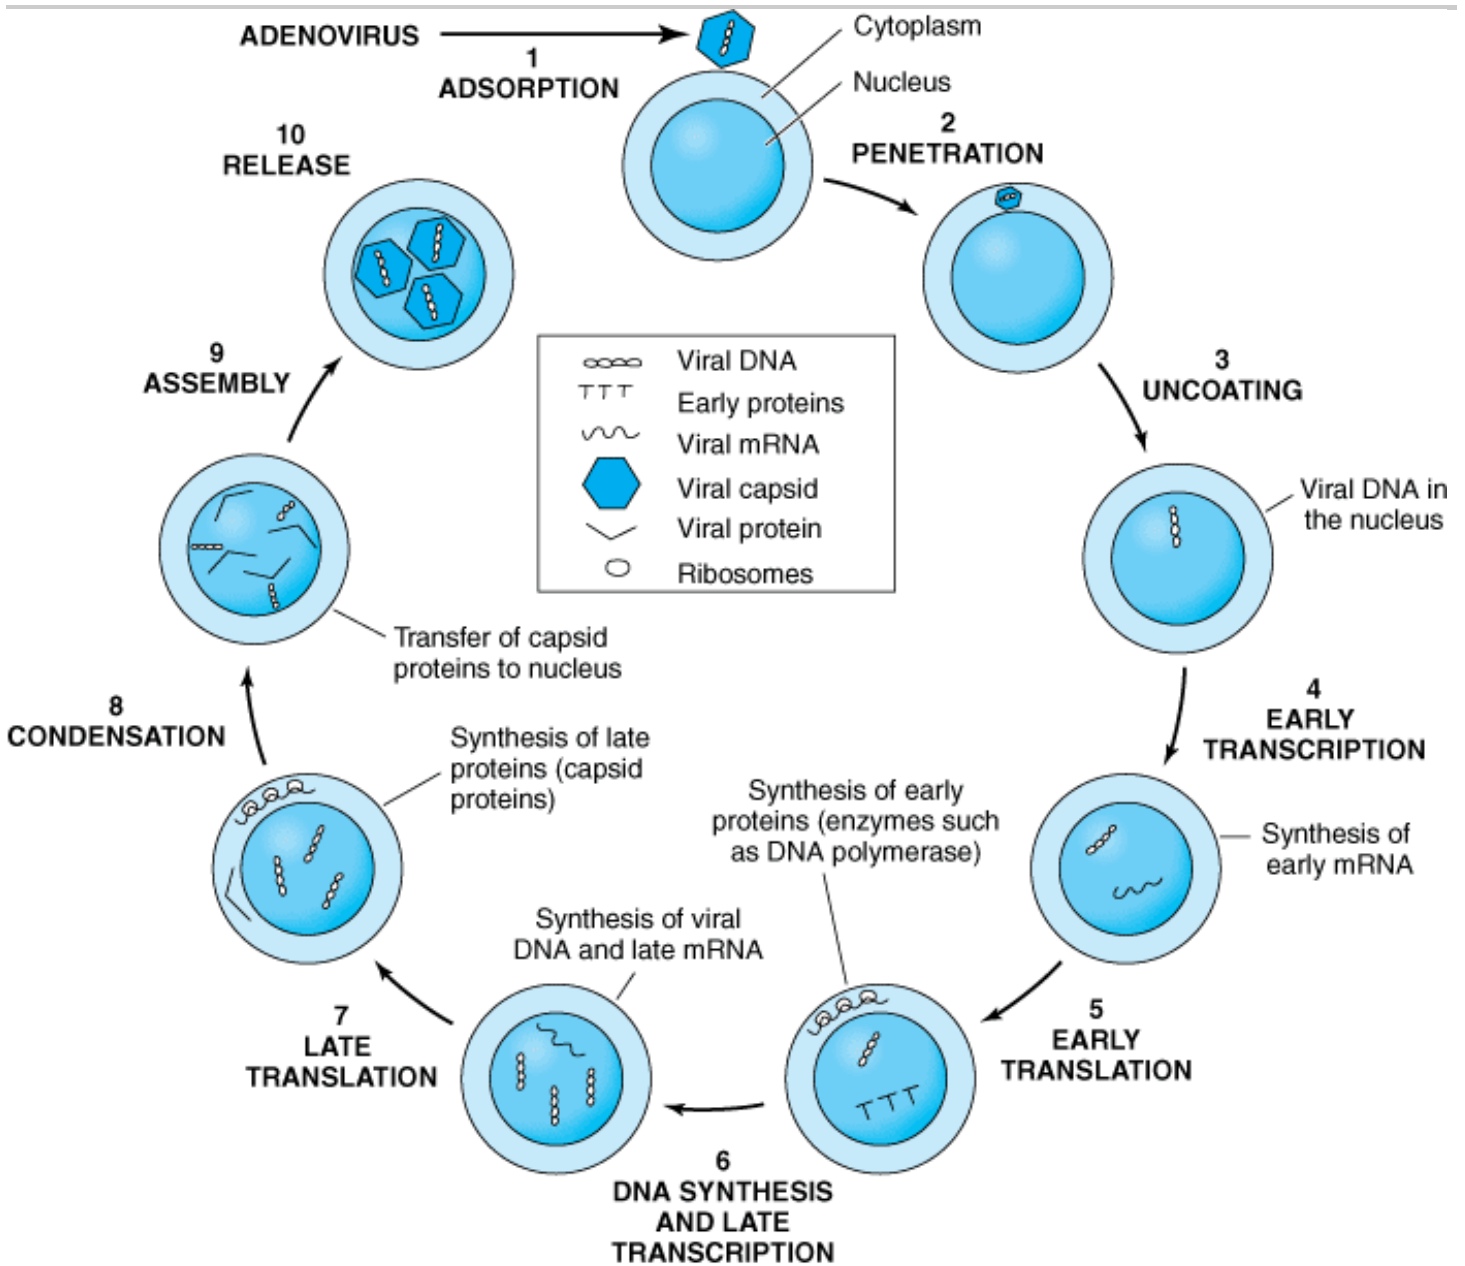 ADENOVIRUS
1
ADSORPTION
Cytoplasm
Nucleus
2
PENETRATION
3
UNCOATING
Viral DNA in
the nucleus
4
EARLY
TRANSCRIPTION
Synthesis of
early mRNA
5
EARLY
TRANSLATION
Synthesis of early
proteins (enzymes such
as DNA polymerase)
6
DNA SYNTHESIS
AND LATE
TRANSCRIPTION
Synthesis of viral
DNA and late mRNA
7
LATE
TRANSLATION
Synthesis of late
proteins (capsid
proteins)
8
CONDENSATION
Transfer of capsid
proteins to nucleus
9
ASSEMBLY
10
RELEASE
Viral DNA
Early proteins
Viral mRNA
Viral capsid
Viral protein
Ribosomes